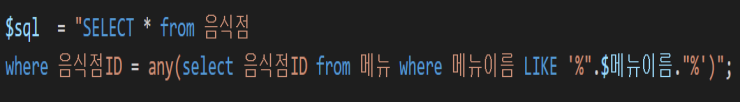 $sql = "SELECT * from 음식점
where 음식점ID = any(select 음식점ID from 메뉴 where 메뉴이름 LIKE '%".$메뉴이름."%')";